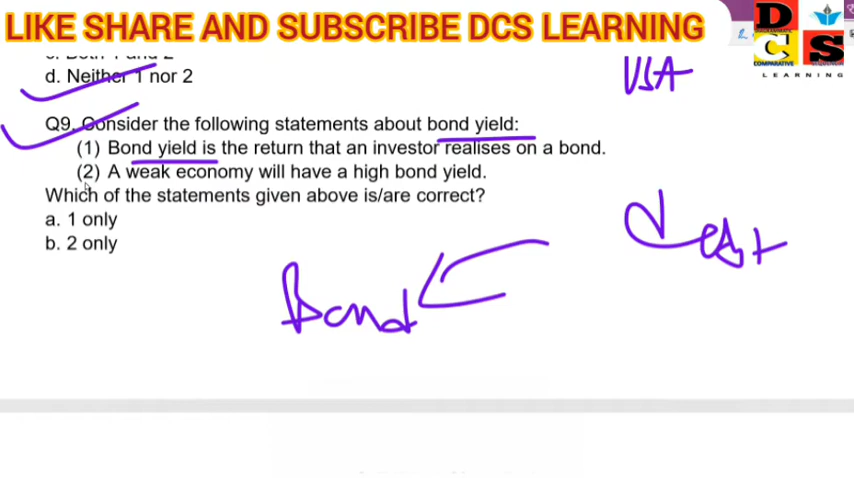 LIKE SHARE AND SUBSCRIBE DCS LEARNING
D
C
S
COMPARATIVE
LEARNING
d. Neither 1 nor 2
USA
Q9. Consider the following statements about bond yield:
(1) Bond yield is the return that an investor realises on a bond.
(2) A weak economy will have a high bond yield.
Which of the statements given above is/are correct?
a. 1 only
b. 2 only
debt
Bond